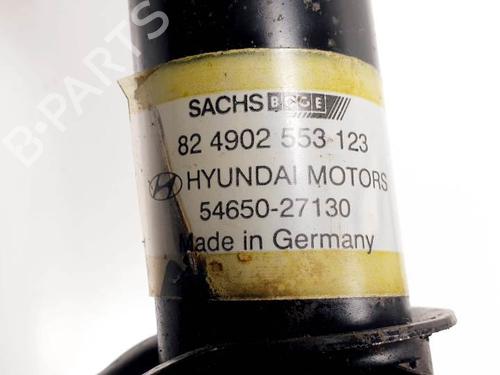 B-PARTS
SACHS BOGE
82 4902 553 123
HYUNDAI MOTORS
54650-27130
Made in Germany